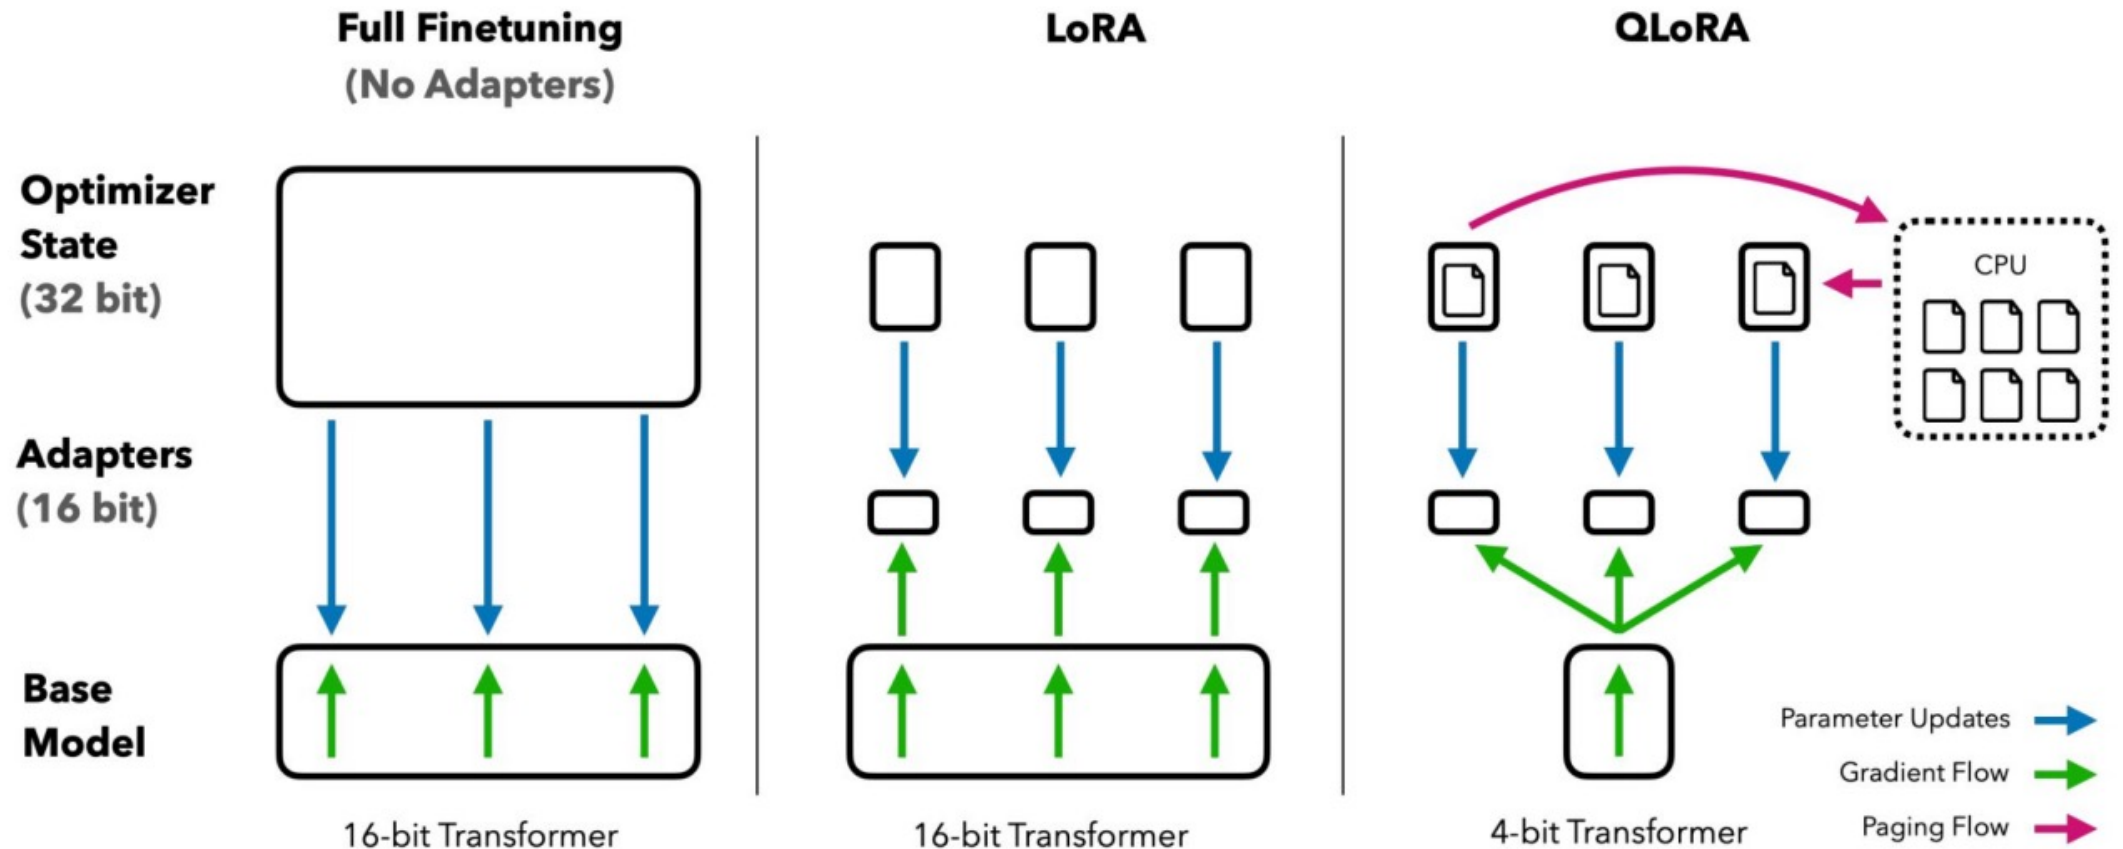 Full Finetuning
(No Adapters)
LoRA
QLoRA
Optimizer
State
(32 bit)
CPU
Adapters
(16 bit)
Base
Model
Parameter Updates
Gradient Flow
Paging Flow
16-bit Transformer
16-bit Transformer
4-bit Transformer